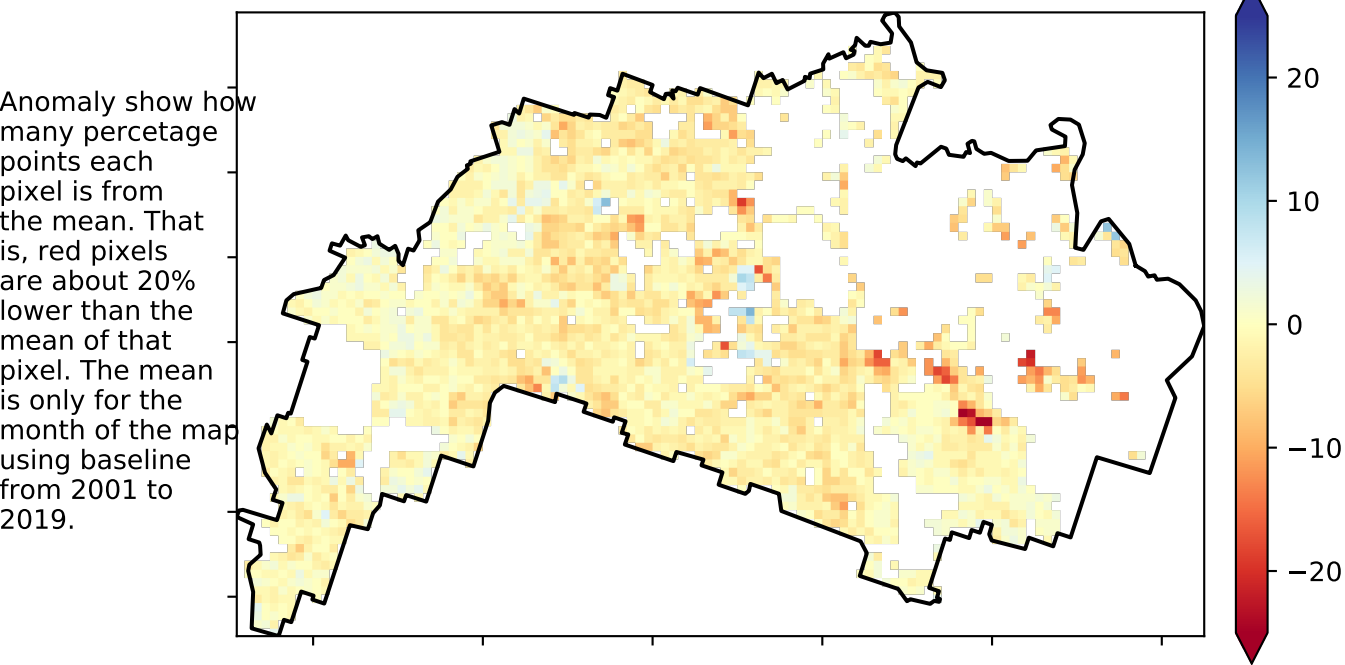 Anomaly show how
many percetage
points each
pixel is from
the mean. That
is, red pixels
are about 20%
lower than the
mean of that
pixel. The mean
is only for the
month of the map
using baseline
from 2001 to
2019.
20
10
0
−10
−20